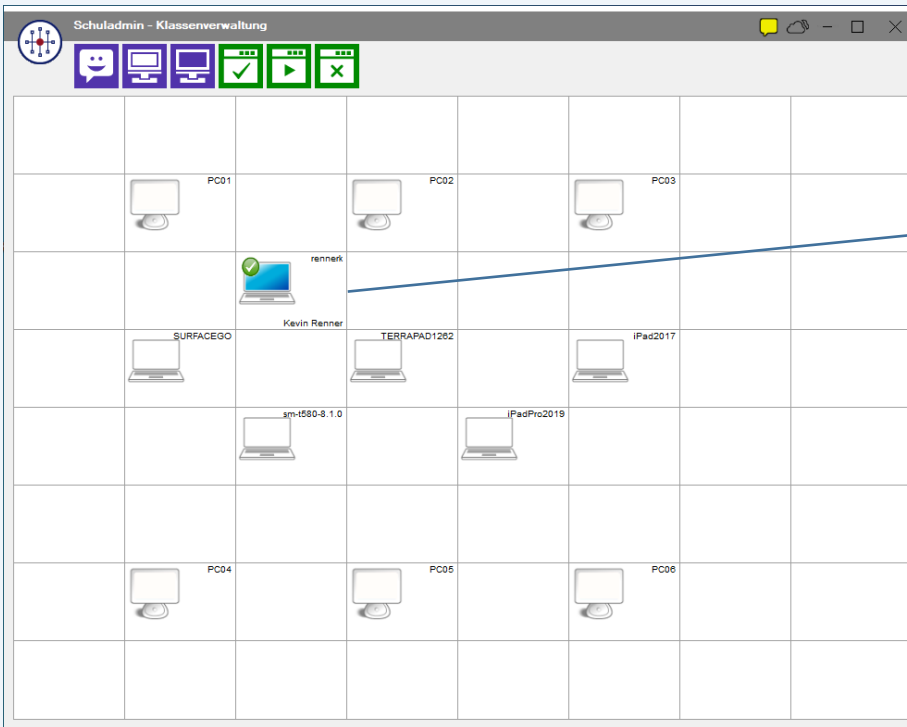 Schuladmin - Klassenverwaltung
PC01
PC02
PC03
rennerk
Kevin Renner
SURFACEGO
TERRAPAD1262
iPad2017
sm-t580-8.1.0
iPadPro2019
PC04
PC05
PC06